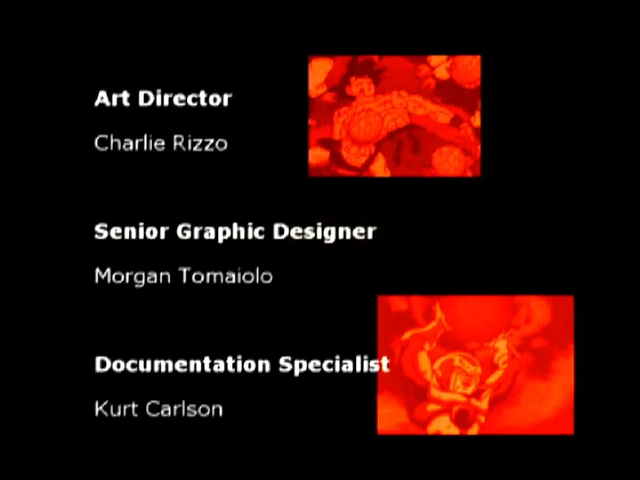 Art Director
Charlie Rizzo
Senior Graphic Designer
Morgan Tomaiolo
Documentation Specialist
Kurt Carlson